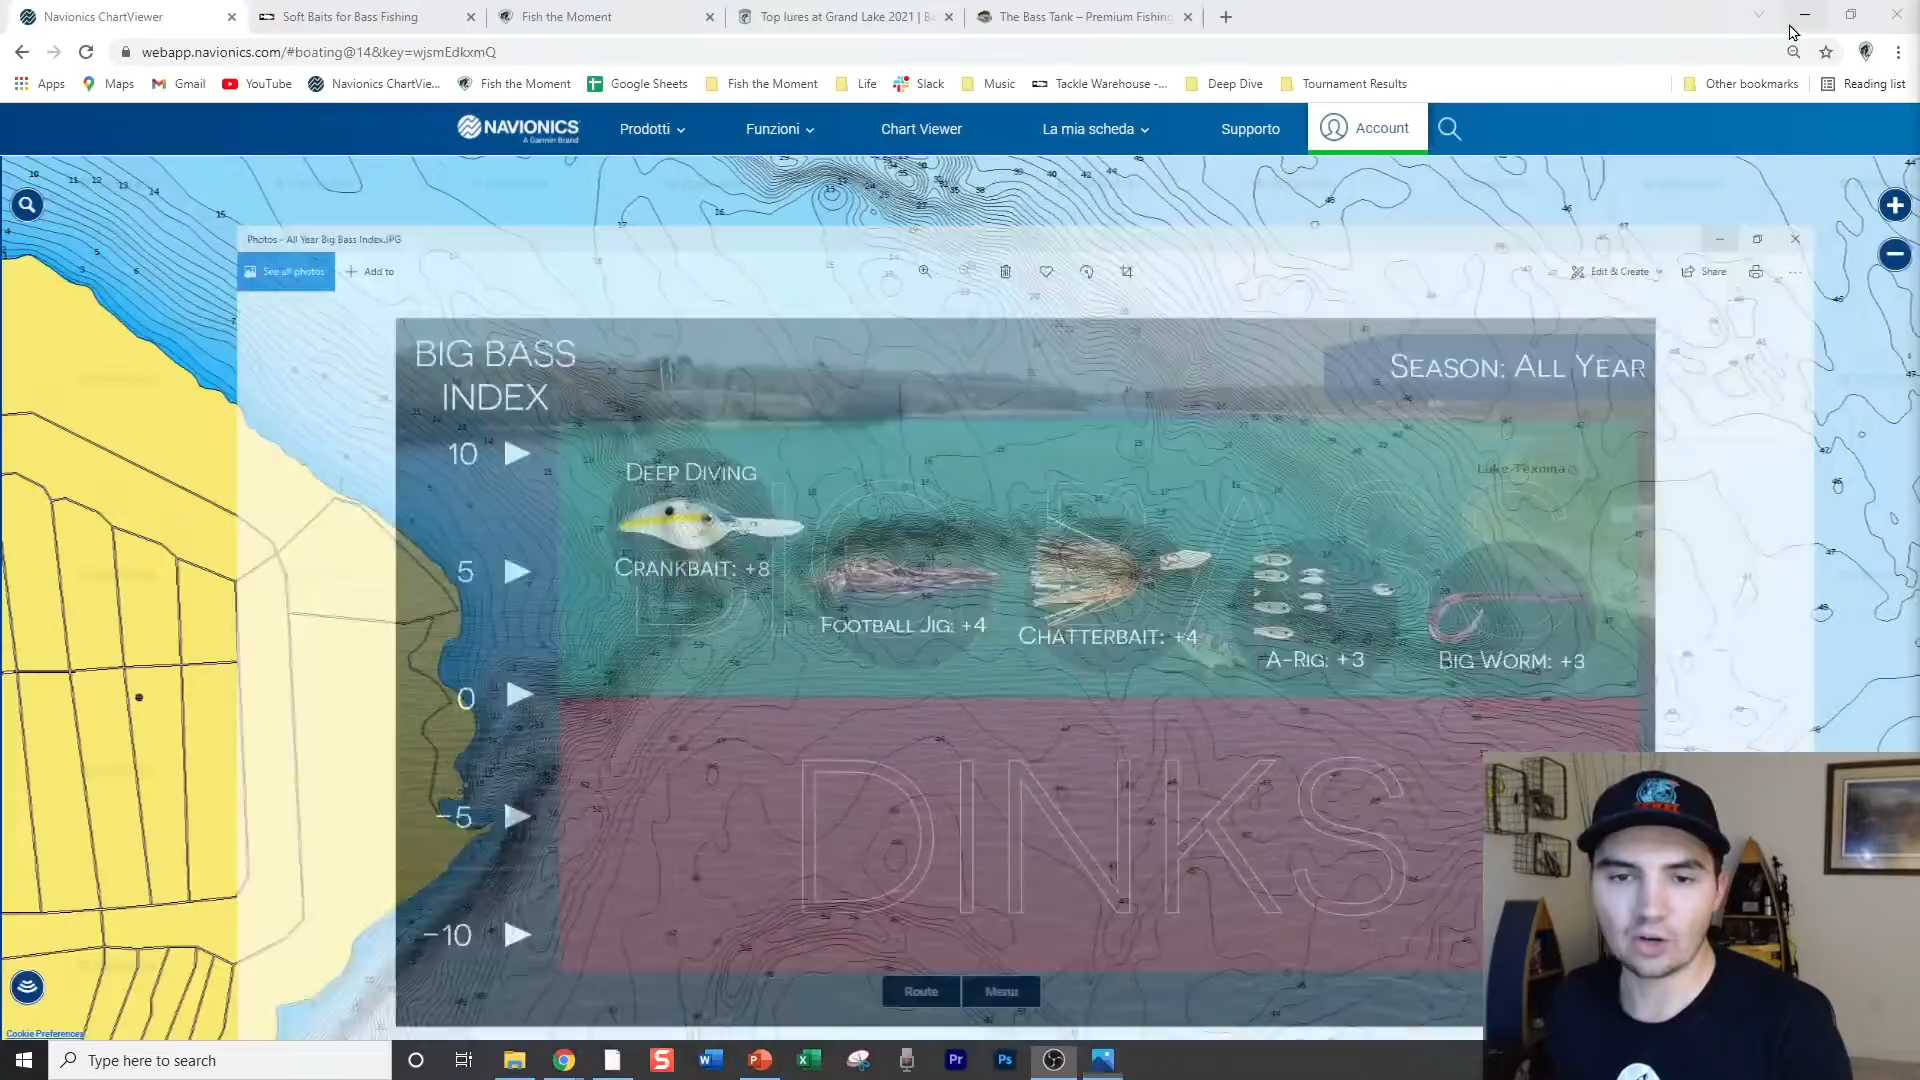 Navionics ChartViewer
Soft Baits for Bass Fishing
Fish the Moment
Top lures at Grand Lake 2021 | B
The Bass Tank – Premium Fishing
webapp.navionics.com/#boating@14&key=wjsmEdkxmQ
Apps
Maps
Gmail
YouTube
Navionics ChartVie...
Fish the Moment
Google Sheets
Fish the Moment
Life
Slack
Music
Tackle Warehouse -...
Deep Dive
Tournament Results
Other bookmarks
Reading list
NAVIONICS
A Garmin Brand
Prodotti
Funzioni
Chart Viewer
La mia scheda
Supporto
Account
Photos - All Year Big Bass Index.JPG
See all photos
Add to
Edit & Create
Share
BIG BASS
INDEX
SEASON: ALL YEAR
10
5
0
-5
-10
DEEP DIVING
CRANKBAIT: +8
FOOTBALL JIG: +4
CHATTERBAIT: +4
A-RIG: +3
BIG WORM: +3
Lake Texoma
BIG BASS
DINKS
Route
Menu
Cookie Preferences
Type here to search